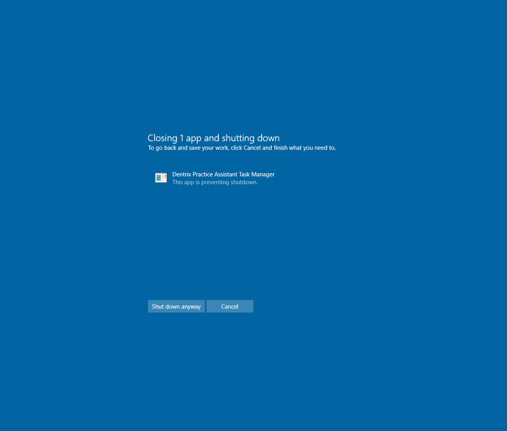 Closing 1 app and shutting down
To go back and save your work, click Cancel and finish what you need to.
Dentrix Practice Assistant Task Manager
This app is preventing shutdown.
Shut down anyway Cancel